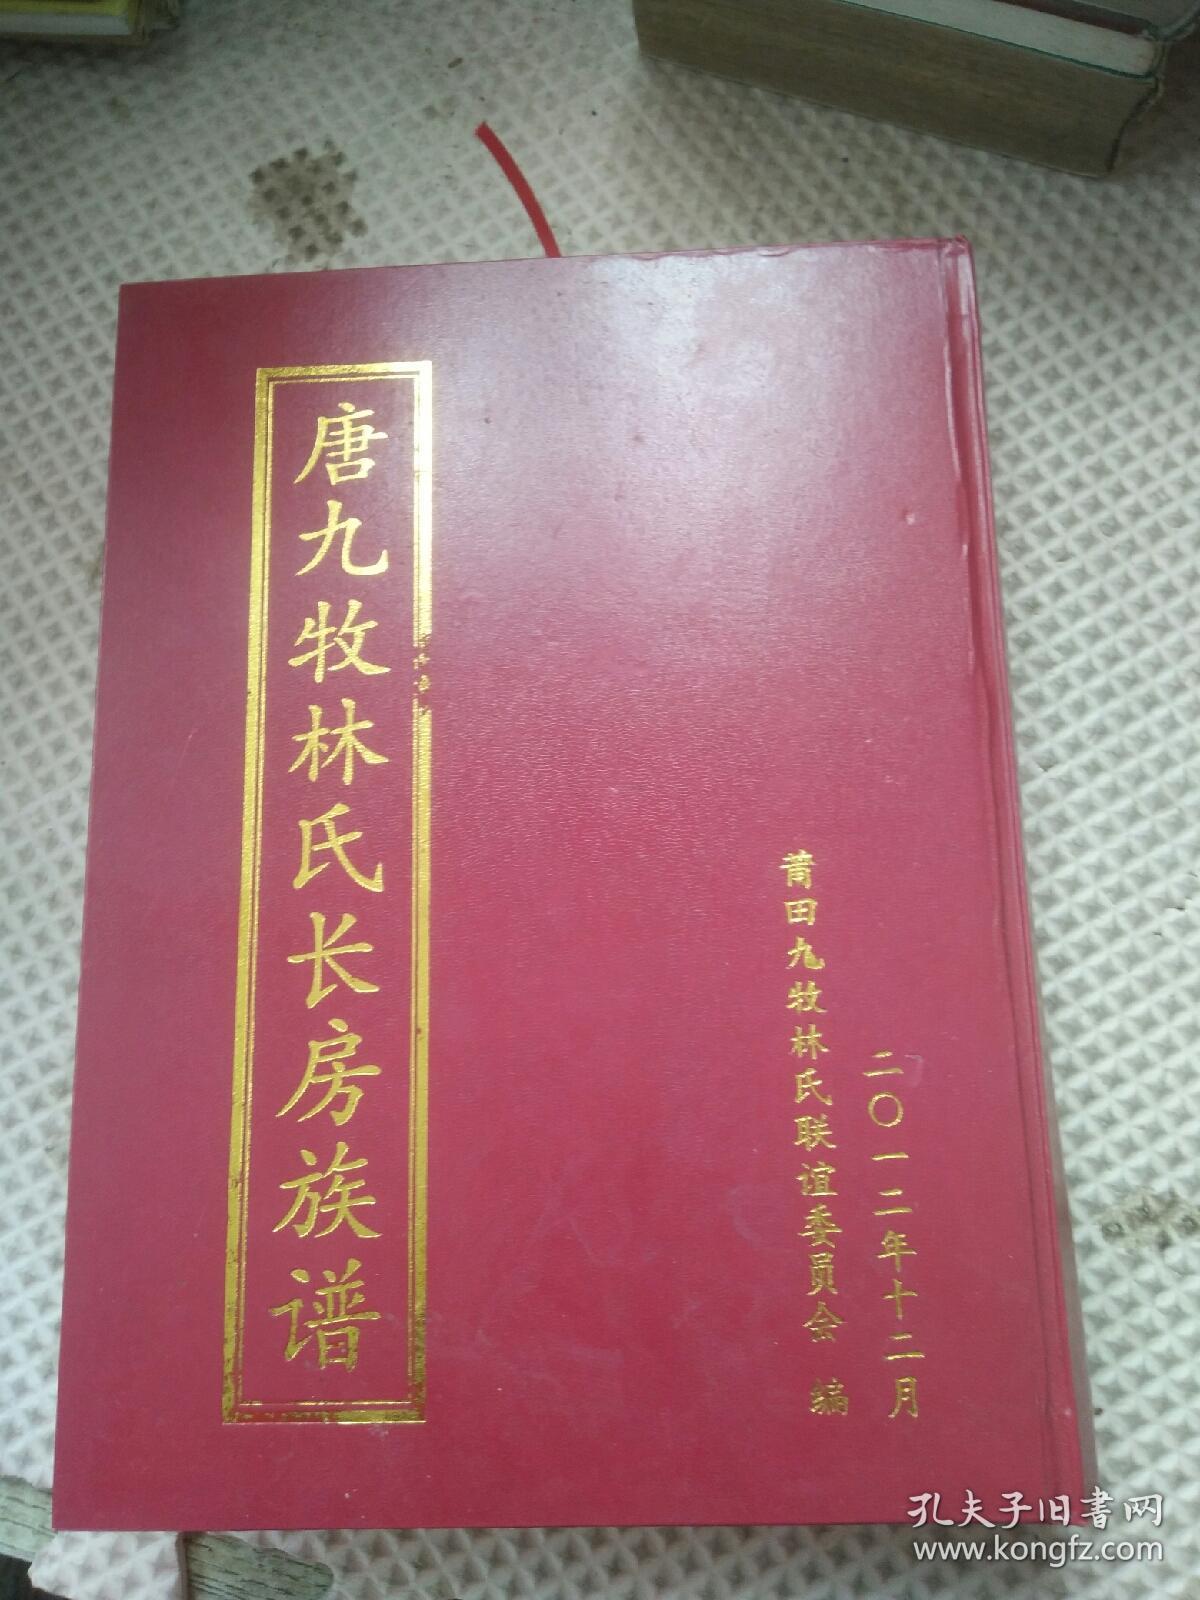 唐九牧林氏长房族谱
二〇一二年十二月
莆田九牧林氏联谊委员会 编
孔夫子旧书网
www.kongfz.com